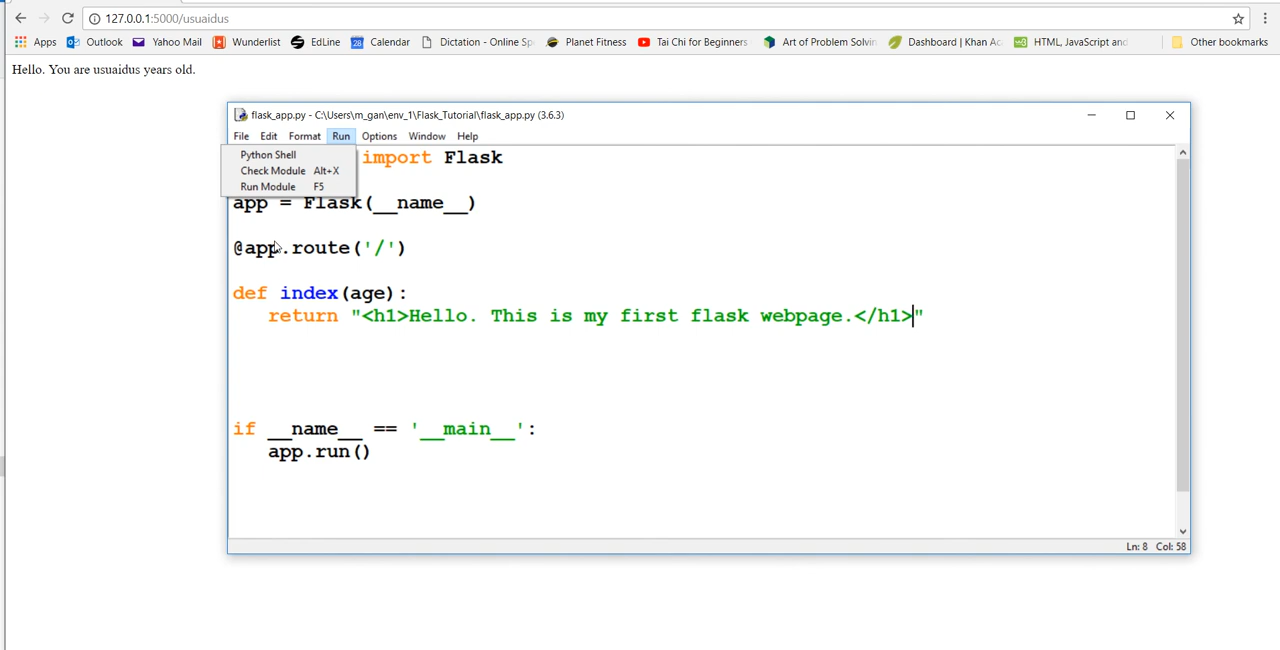 127.0.0.1:5000/usuaidus
Apps Outlook Yahoo Mail Wunderlist EdLine 28 Calendar Dictation - Online Sp Planet Fitness Tai Chi for Beginners Art of Problem Solvin Dashboard | Khan Ac w3 HTML, JavaScript and Other bookmarks
Hello. You are usuaidus years old.
flask_app.py - C:\Users\m_gan\env_1\Flask_Tutorial\flask_app.py (3.6.3)
File Edit Format Run Options Window Help
Python Shell
Check Module Alt+X
Run Module F5
import Flask
app = Flask(__name__)
@app.route('/')
def index(age):
return "<h1>Hello. This is my first flask webpage.</h1>"
if __name__ == '__main__':
app.run()
Ln: 8 Col: 58